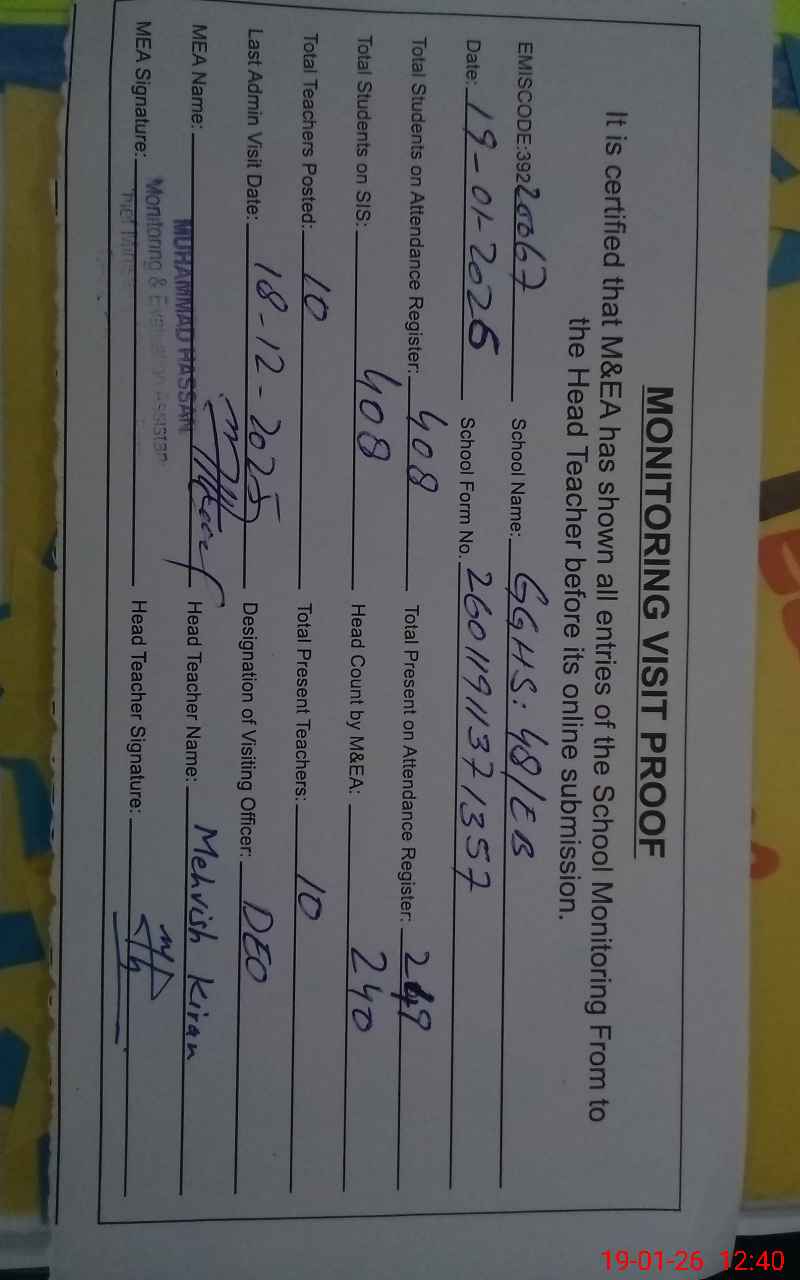 MONITORING VISIT PROOF
It is certified that M&EA has shown all entries of the School Monitoring From to
the Head Teacher before its online submission.
EMISCODE:39220067 School Name: GGHS: 48/EB
Date: 19-01-2026 School Form No. 2601191137 1357
Total Students on Attendance Register: 408 Total Present on Attendance Register: 249
Total Students on SIS: 408 Head Count by M&EA: 240
Total Teachers Posted: 10 Total Present Teachers: 10
Last Admin Visit Date: 18-12-2025 Designation of Visiting Officer: DEO
MEA Name: MUHAMMAD HASSAN Head Teacher Name: Mehvish Kiran
MEA Signature: Monitoring & Evaluation Head Teacher Signature:
19-01-26 12:40